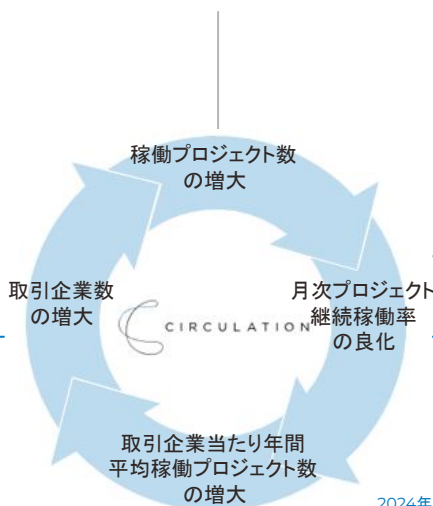 稼働プロジェクト数
の増大
取引企業数
の増大
CIRCULATION
月次プロジェクト
継続稼働率
の良化
取引企業当たり年間
平均稼働プロジェクト数
の増大
2024年